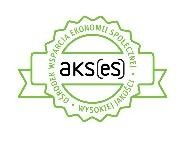 OŚRODEK WSPARCIA EKONOMII SPOŁECZNEJ
aKS(es)
• WYSOKIEJ JAKOŚCI •